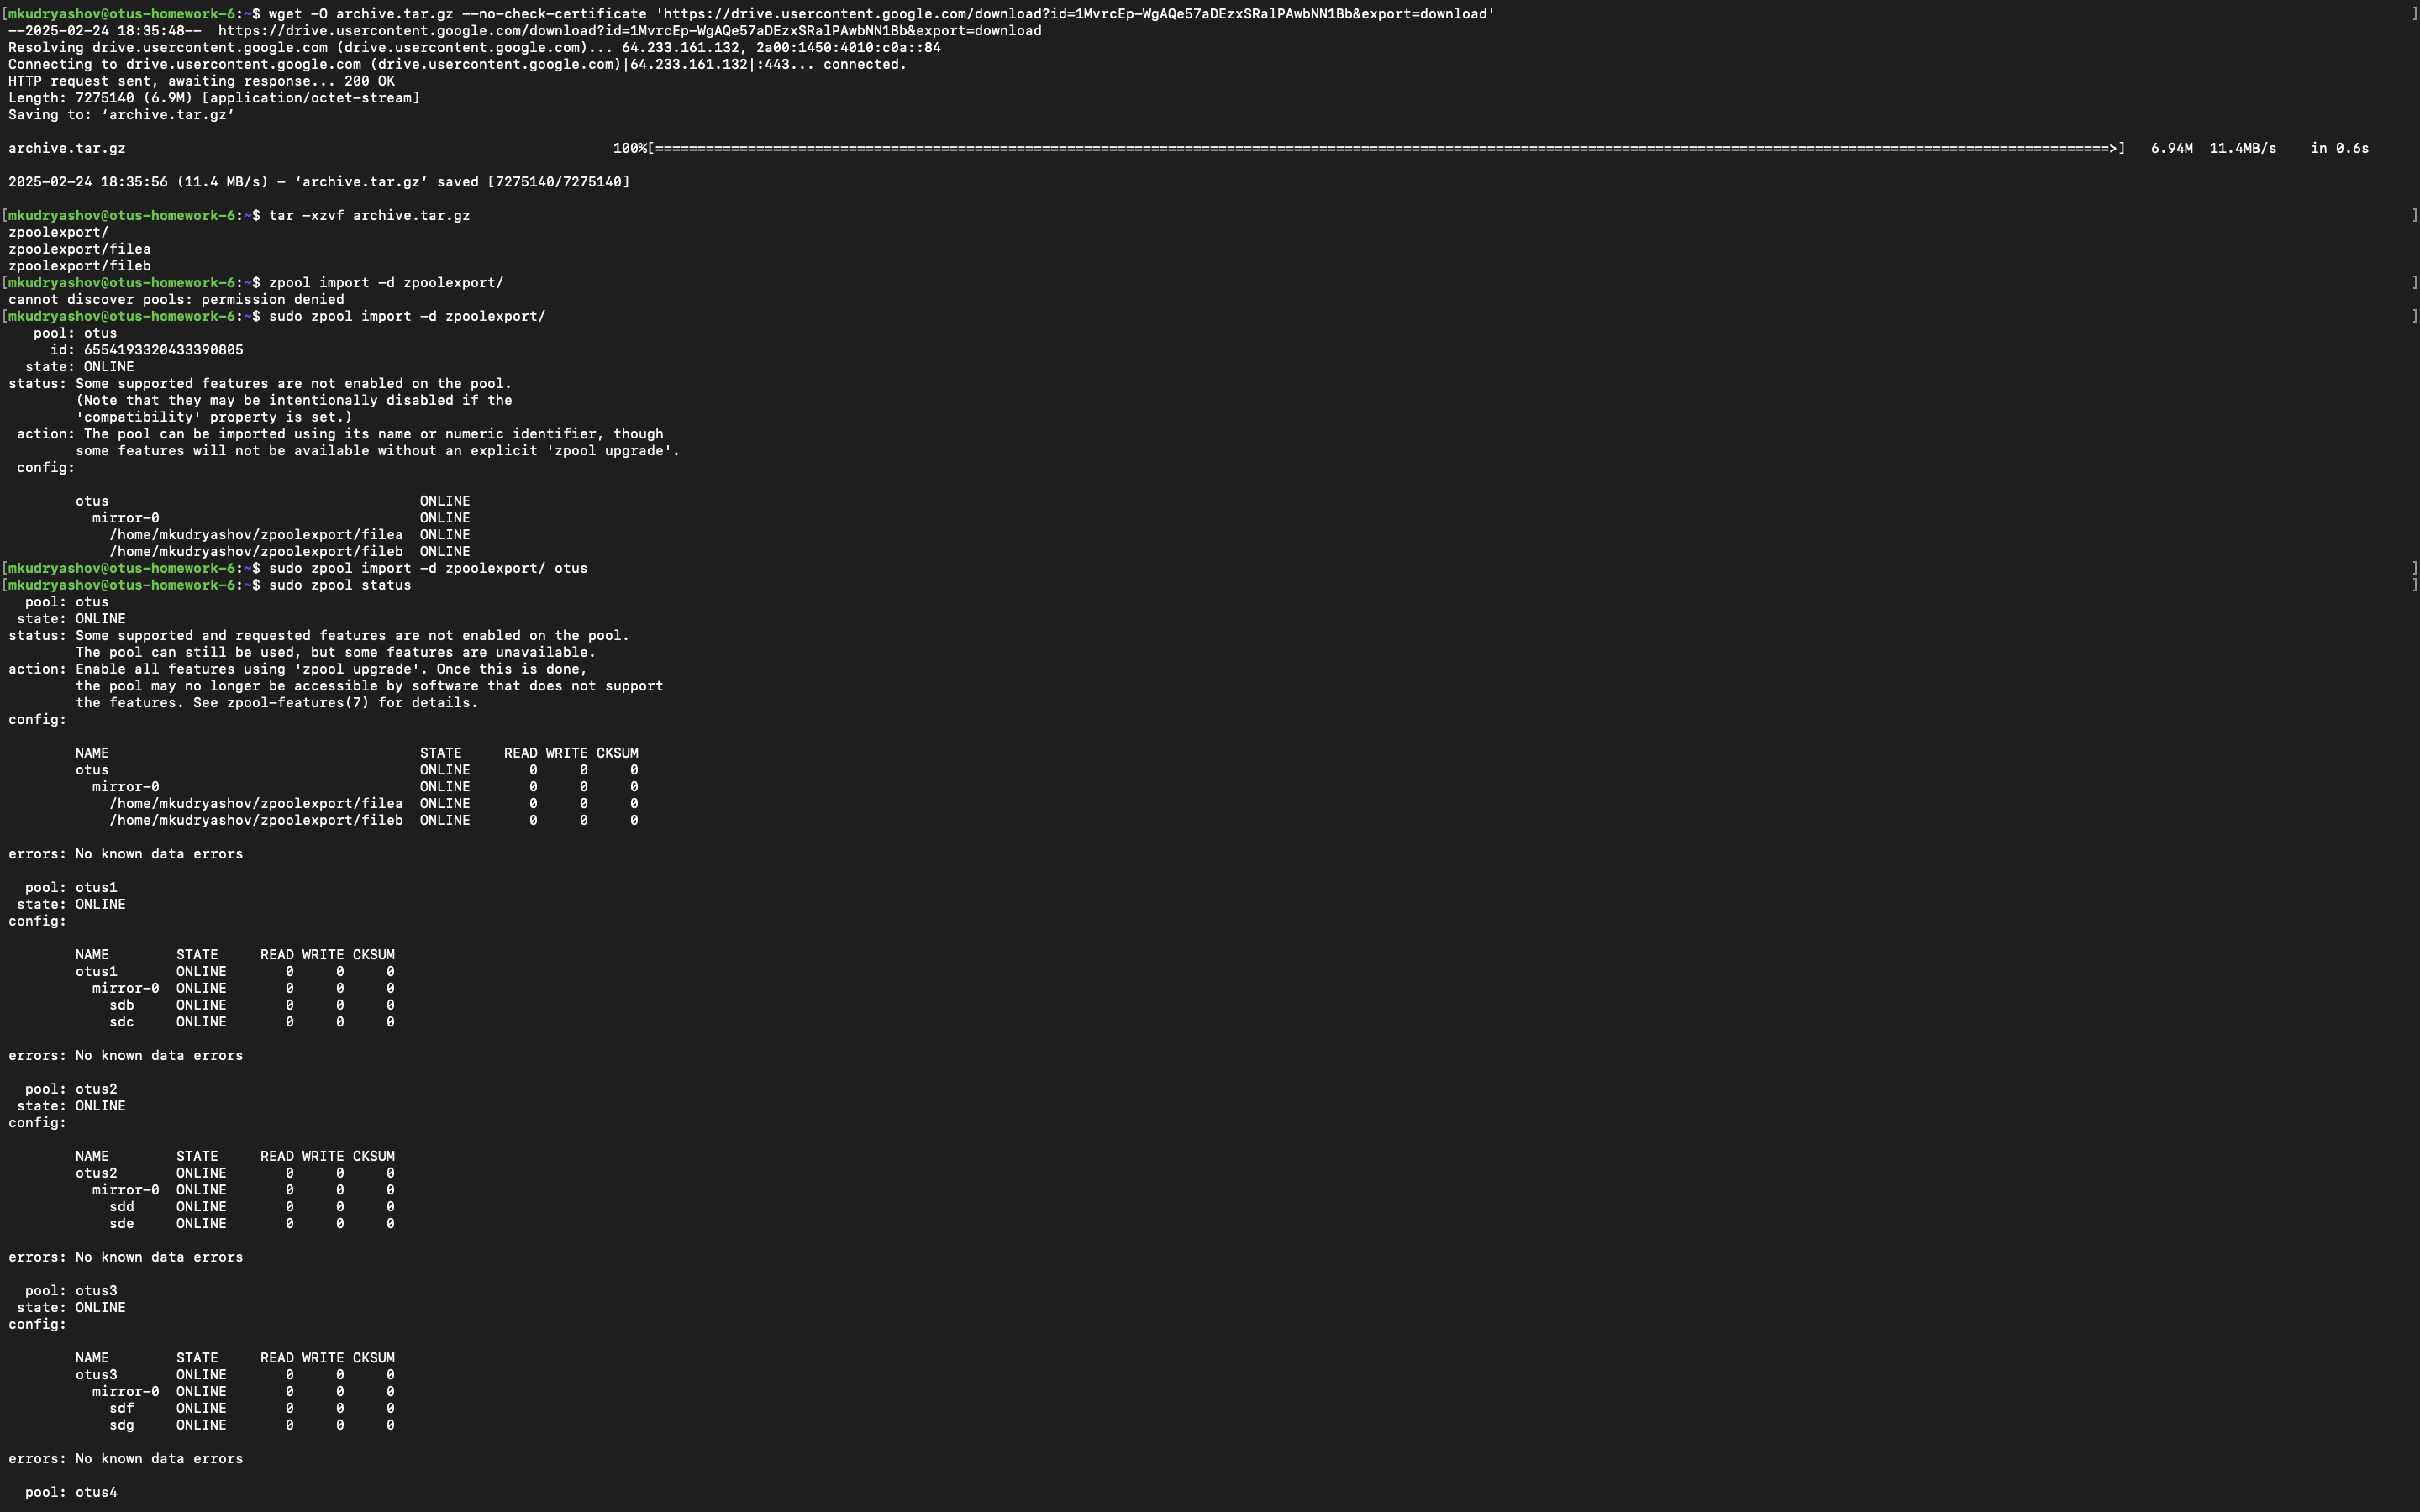 [mkudryashov@otus-homework-6:~$ wget -O archive.tar.gz --no-check-certificate 'https://drive.usercontent.google.com/download?id=1MvrcEp-WgAQe57aDEzxSRalPAwbNN1Bb&export=download' ]
--2025-02-24 18:35:48--  https://drive.usercontent.google.com/download?id=1MvrcEp-WgAQe57aDEzxSRalPAwbNN1Bb&export=download
Resolving drive.usercontent.google.com (drive.usercontent.google.com)... 64.233.161.132, 2a00:1450:4010:c0a::84
Connecting to drive.usercontent.google.com (drive.usercontent.google.com)|64.233.161.132|:443... connected.
HTTP request sent, awaiting response... 200 OK
Length: 7275140 (6.9M) [application/octet-stream]
Saving to: ‘archive.tar.gz’
archive.tar.gz 100%[==============================================================================>] 6.94M 11.4MB/s in 0.6s
2025-02-24 18:35:56 (11.4 MB/s) - ‘archive.tar.gz’ saved [7275140/7275140]
[mkudryashov@otus-homework-6:~$ tar -xzvf archive.tar.gz ]
zpoolexport/
zpoolexport/filea
zpoolexport/fileb
[mkudryashov@otus-homework-6:~$ zpool import -d zpoolexport/ ]
cannot discover pools: permission denied
[mkudryashov@otus-homework-6:~$ sudo zpool import -d zpoolexport/ ]
pool: otus
id: 6554193320433390805
state: ONLINE
status: Some supported features are not enabled on the pool.
(Note that they may be intentionally disabled if the
'compatibility' property is set.)
action: The pool can be imported using its name or numeric identifier, though
some features will not be available without an explicit 'zpool upgrade'.
config:
otus ONLINE
mirror-0 ONLINE
/home/mkudryashov/zpoolexport/filea ONLINE
/home/mkudryashov/zpoolexport/fileb ONLINE
[mkudryashov@otus-homework-6:~$ sudo zpool import -d zpoolexport/ otus ]
[mkudryashov@otus-homework-6:~$ sudo zpool status ]
pool: otus
state: ONLINE
status: Some supported and requested features are not enabled on the pool.
The pool can still be used, but some features are unavailable.
action: Enable all features using 'zpool upgrade'. Once this is done,
the pool may no longer be accessible by software that does not support
the features. See zpool-features(7) for details.
config:
NAME STATE READ WRITE CKSUM
otus ONLINE 0 0 0
mirror-0 ONLINE 0 0 0
/home/mkudryashov/zpoolexport/filea ONLINE 0 0 0
/home/mkudryashov/zpoolexport/fileb ONLINE 0 0 0
errors: No known data errors
pool: otus1
state: ONLINE
config:
NAME STATE READ WRITE CKSUM
otus1 ONLINE 0 0 0
mirror-0 ONLINE 0 0 0
sdb ONLINE 0 0 0
sdc ONLINE 0 0 0
errors: No known data errors
pool: otus2
state: ONLINE
config:
NAME STATE READ WRITE CKSUM
otus2 ONLINE 0 0 0
mirror-0 ONLINE 0 0 0
sdd ONLINE 0 0 0
sde ONLINE 0 0 0
errors: No known data errors
pool: otus3
state: ONLINE
config:
NAME STATE READ WRITE CKSUM
otus3 ONLINE 0 0 0
mirror-0 ONLINE 0 0 0
sdf ONLINE 0 0 0
sdg ONLINE 0 0 0
errors: No known data errors
pool: otus4